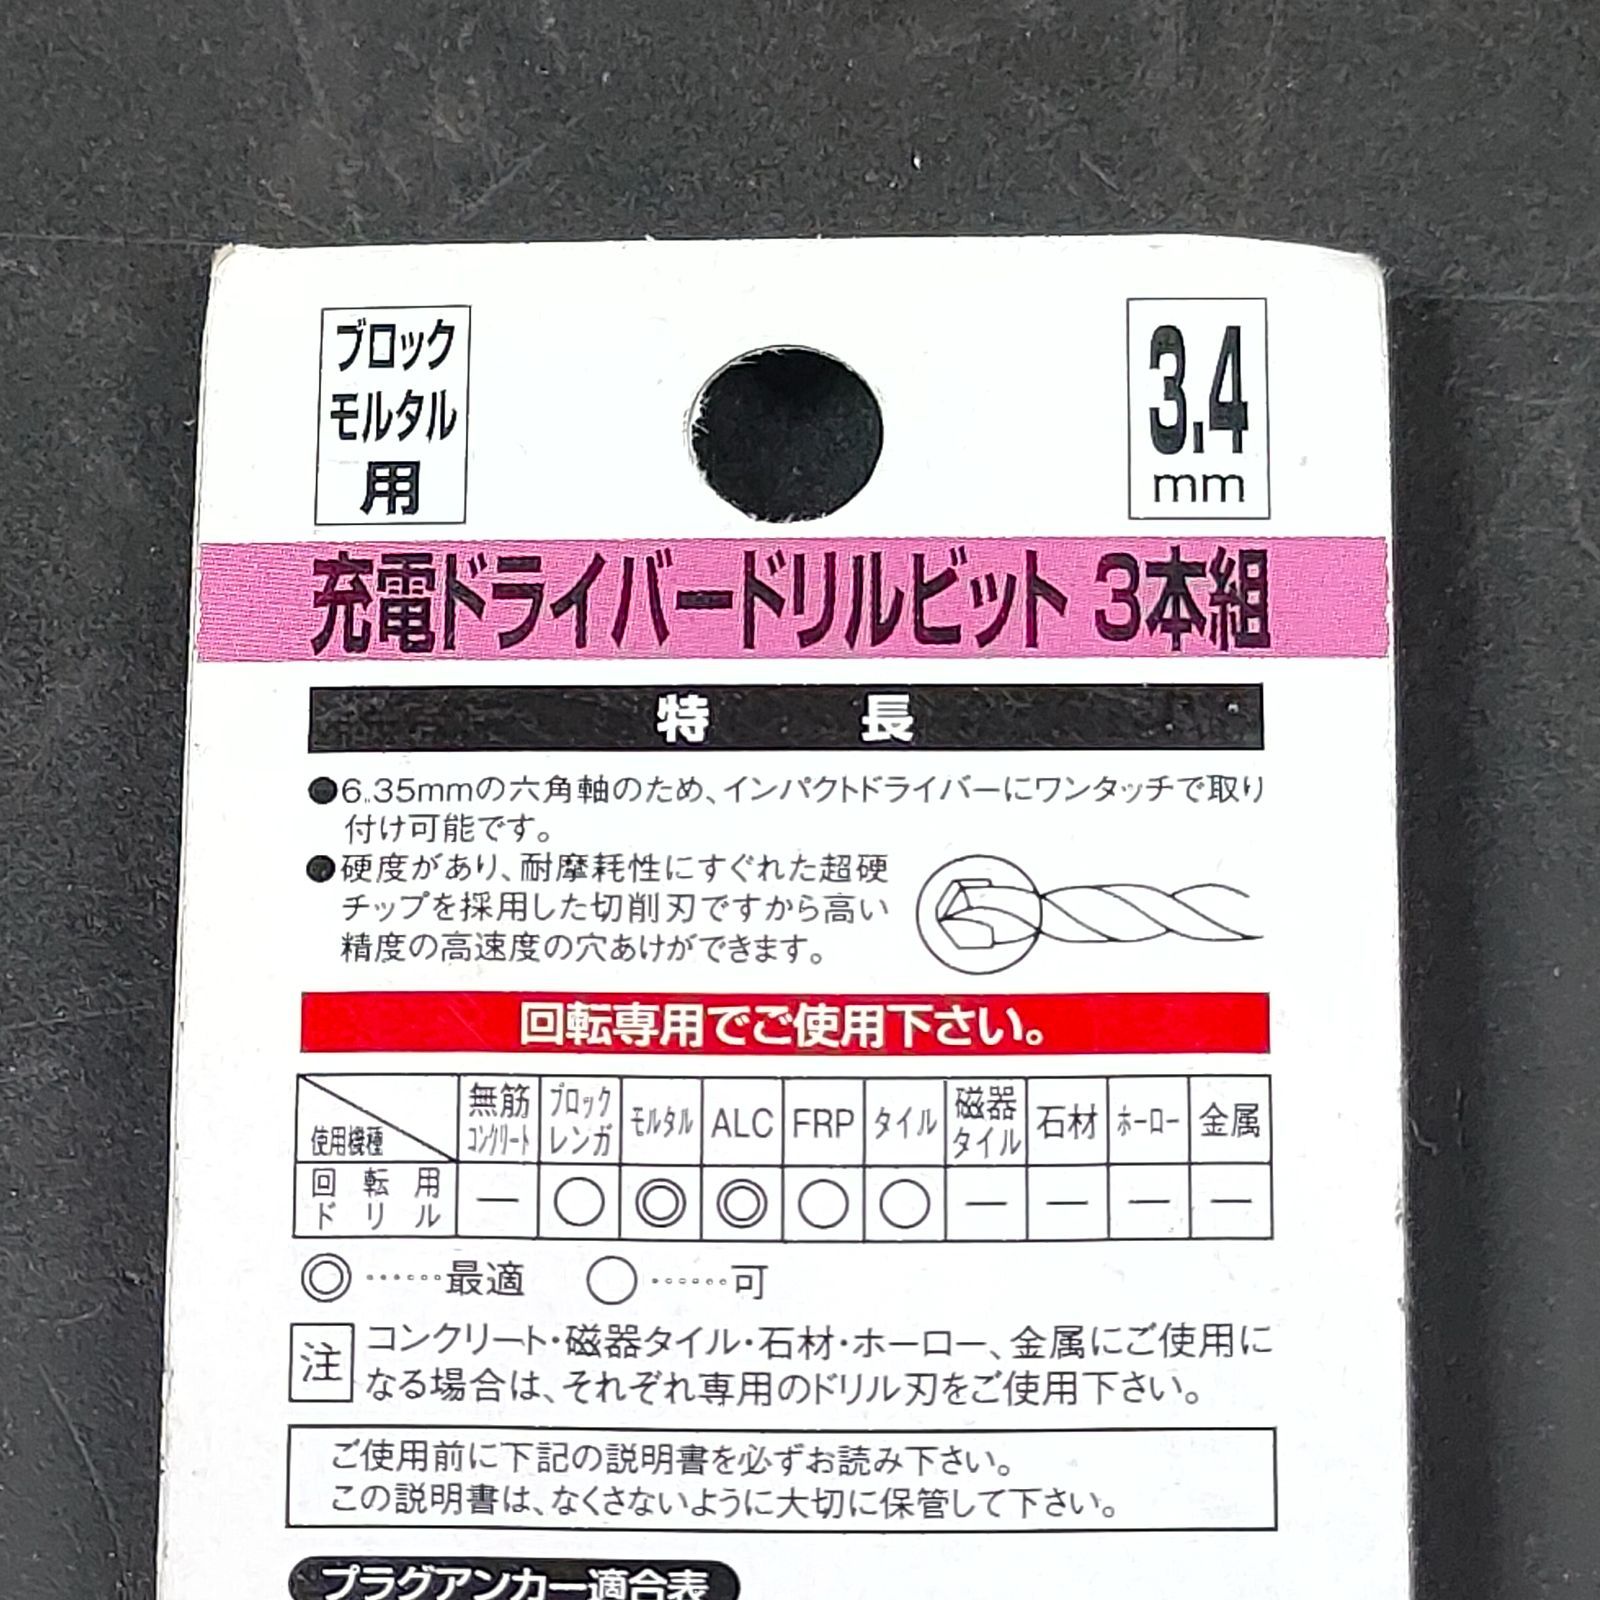 ブロック
モルタル
用
3.4
mm
充電ドライバードリルビット 3本組
特 長
●6.35mmの六角軸のため、インパクトドライバーにワンタッチで取り
付け可能です。
●硬度があり、耐摩耗性にすぐれた超硬
チップを採用した切削刃ですから高い
精度の高速度の穴あけができます。
回転専用でご使用下さい。
使用機種 無筋コンクリート ブロックレンガ モルタル ALC FRP タイル 磁器タイル 石材 ホーロー 金属
回転用ドリル — ○ ◎ ◎ ○ ○ — — — —
◎……最適 ○……可
注 コンクリート・磁器タイル・石材・ホーロー、金属にご使用に
なる場合は、それぞれ専用のドリル刃をご使用下さい。
ご使用前に下記の説明書を必ずお読み下さい。
この説明書は、なくさないように大切に保管して下さい。
プラグアンカー適合表